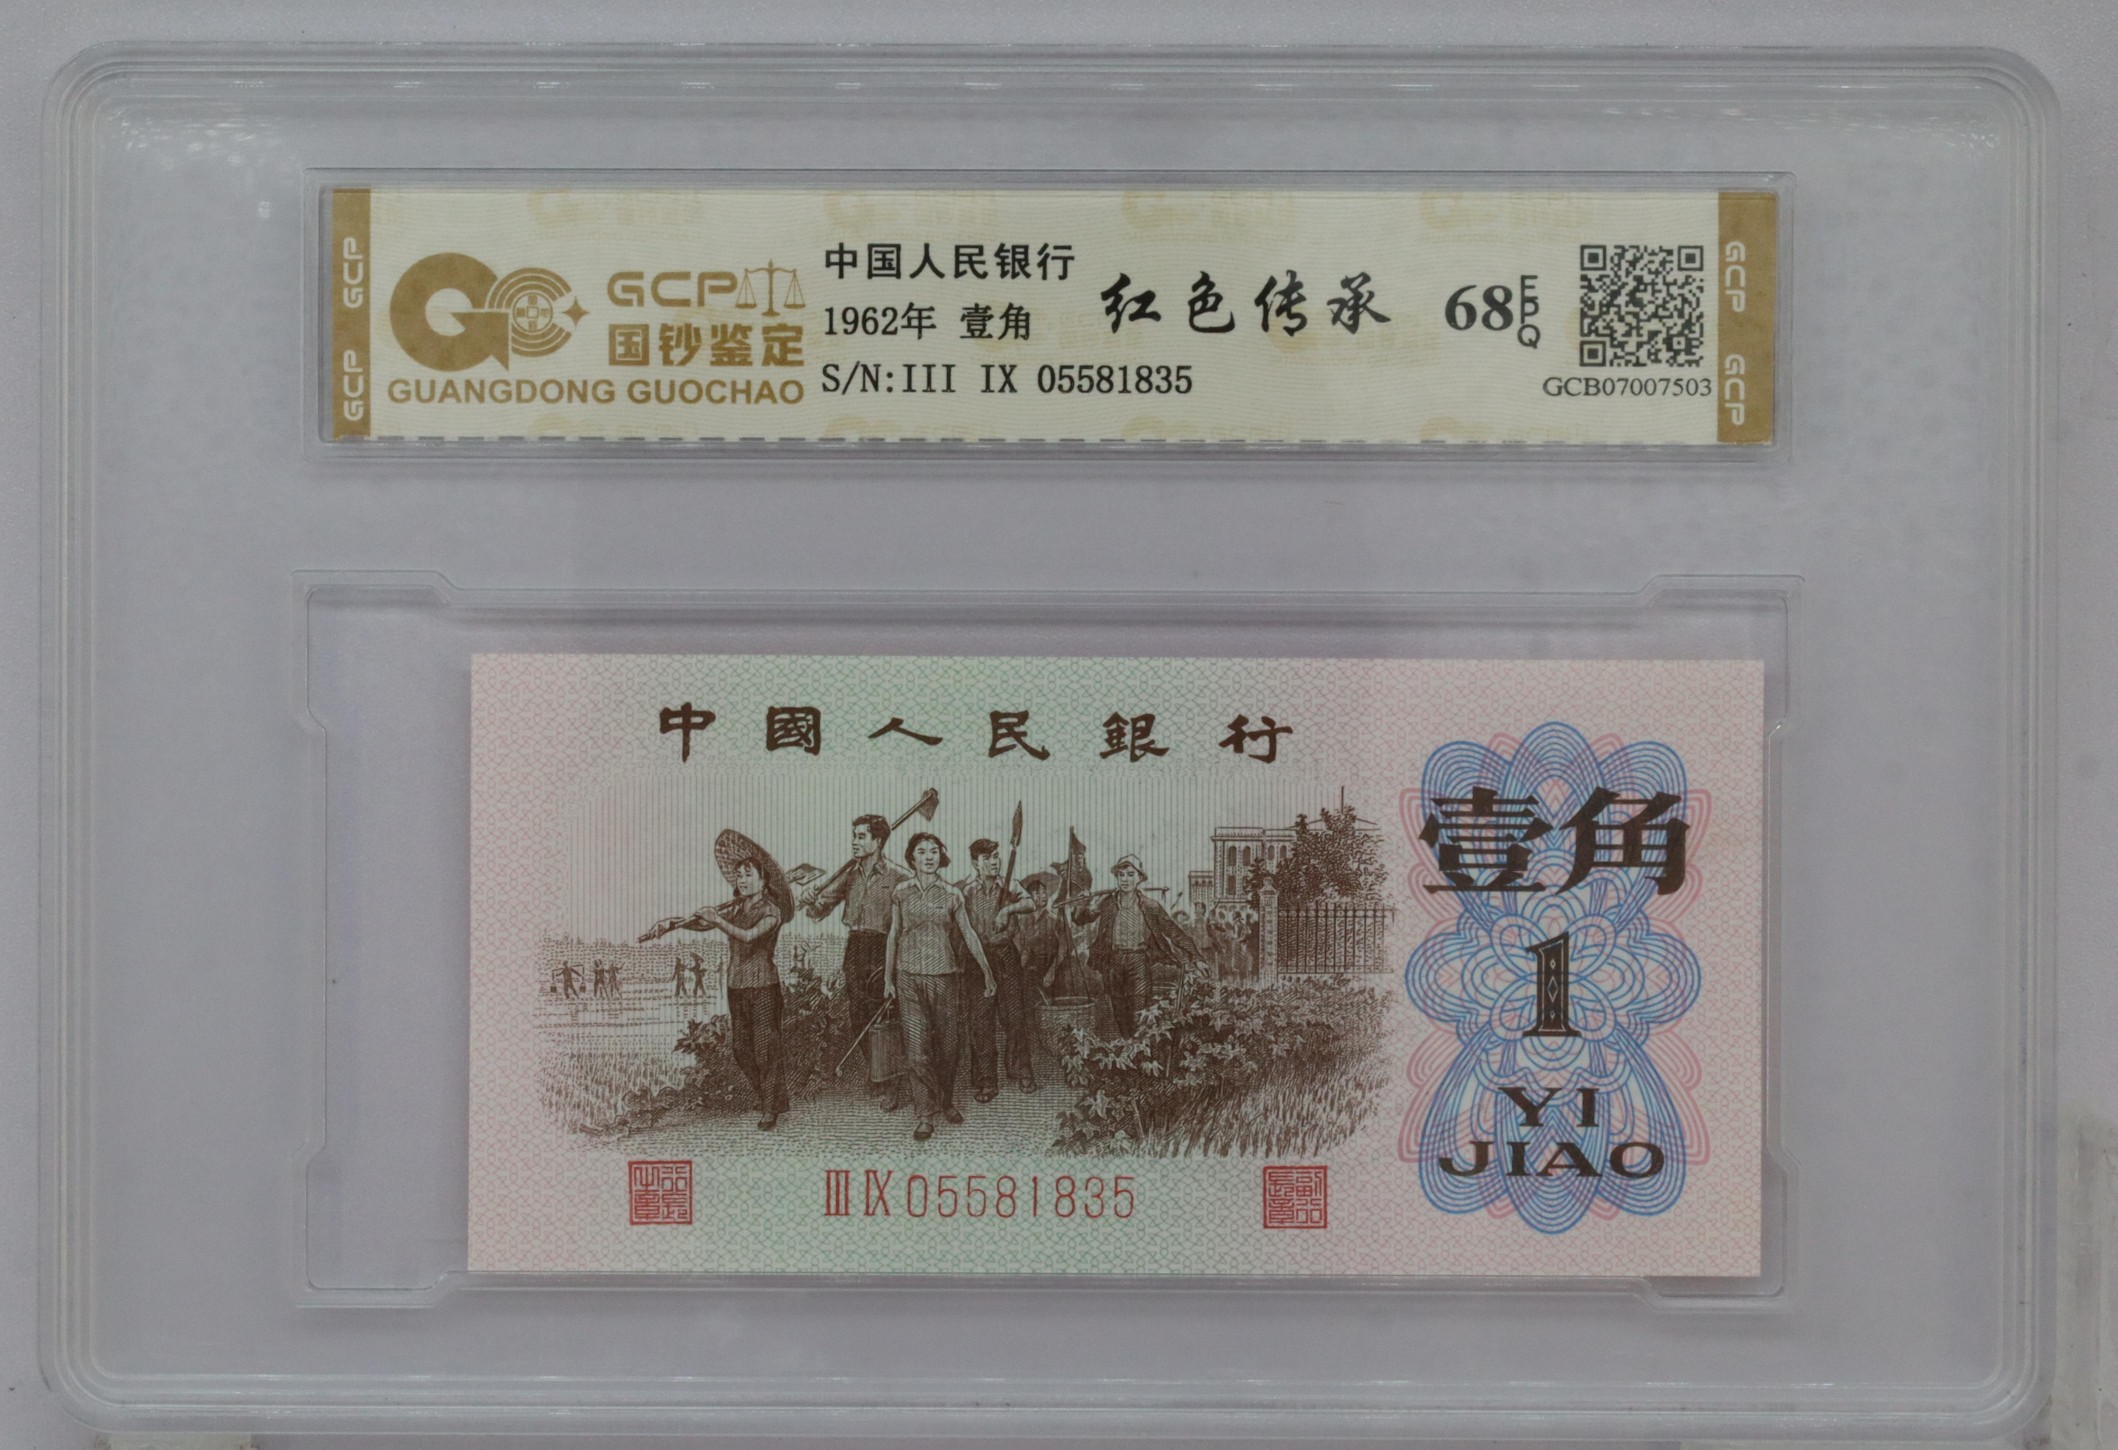 GCP
GCP
GCP
国钞鉴定
GUANGDONG GUOCHAO
中国人民银行
1962年 壹角
S/N:III IX 05581835
红色传承
68 EPQ
GCB07007503
GCP
GCP
中國人民銀行
壹角
1
YI
JIAO
III IX 05581835